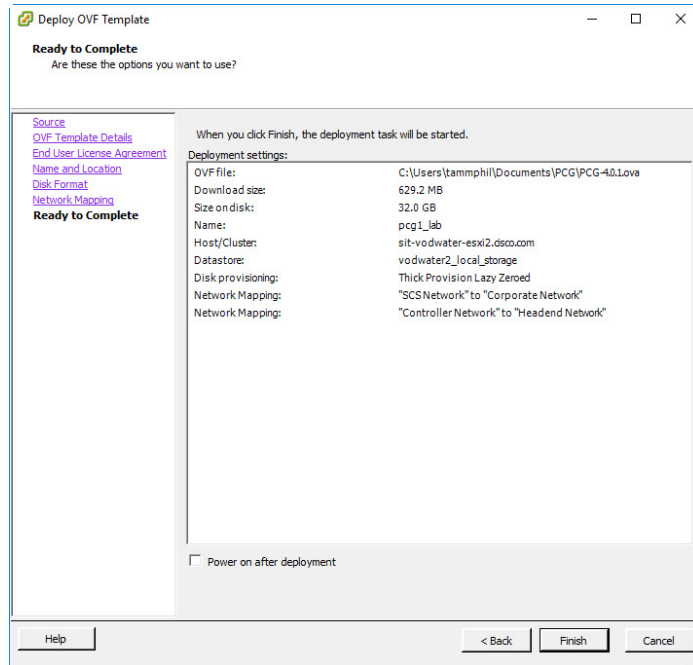 Deploy OVF Template
Ready to Complete
Are these the options you want to use?
Source
OVF Template Details
End User License Agreement
Name and Location
Disk Format
Network Mapping
Ready to Complete
When you click Finish, the deployment task will be started.
Deployment settings:
OVF file: C:\Users\tammphil\Documents\PCG\PCG-4.0.1.ova
Download size: 629.2 MB
Size on disk: 32.0 GB
Name: pcg1_lab
Host/Cluster: sit-vodwater-esxi2.cisco.com
Datastore: vodwater2_local_storage
Disk provisioning: Thick Provision Lazy Zeroed
Network Mapping: "SCS Network" to "Corporate Network"
Network Mapping: "Controller Network" to "Headend Network"
Power on after deployment
Help
< Back
Finish
Cancel